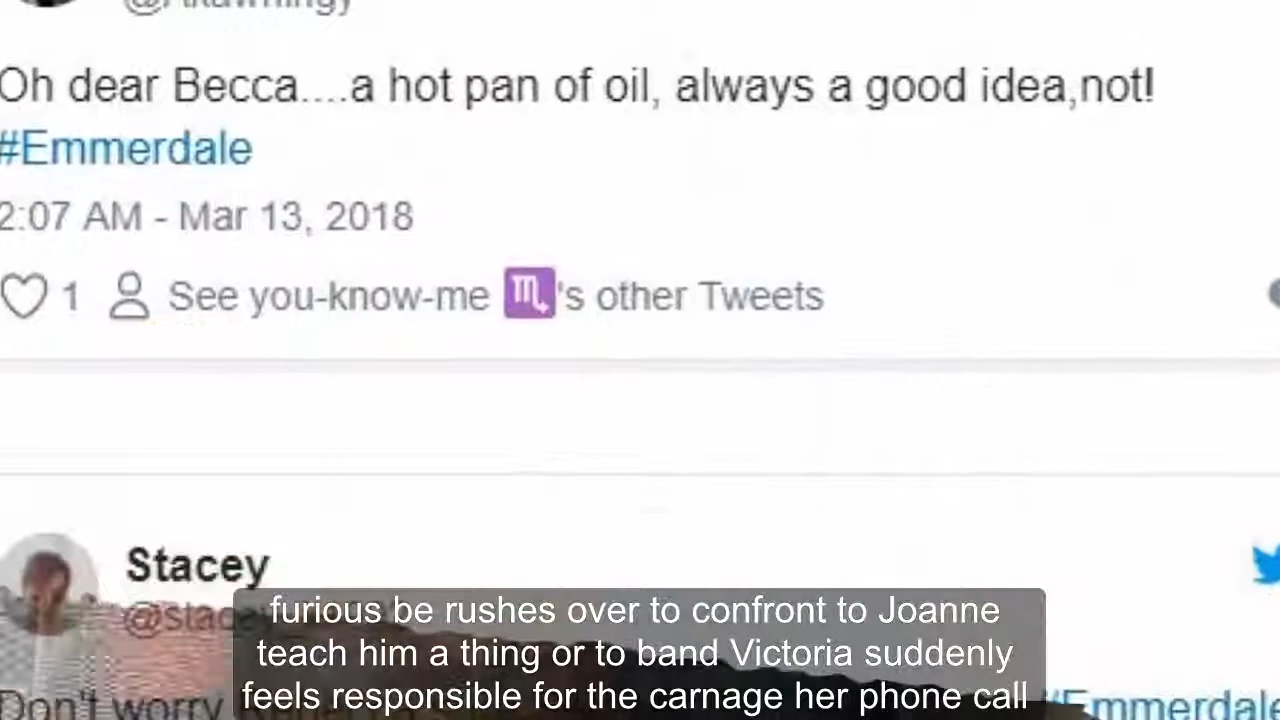 Oh dear Becca....a hot pan of oil, always a good idea,not!
#Emmerdale
2:07 AM - Mar 13, 2018
1 See you-know-me ♏'s other Tweets
Stacey
furious be rushes over to confront to Joanne
teach him a thing or to band Victoria suddenly
feels responsible for the carnage her phone call
Don't worry
#Emmerdale